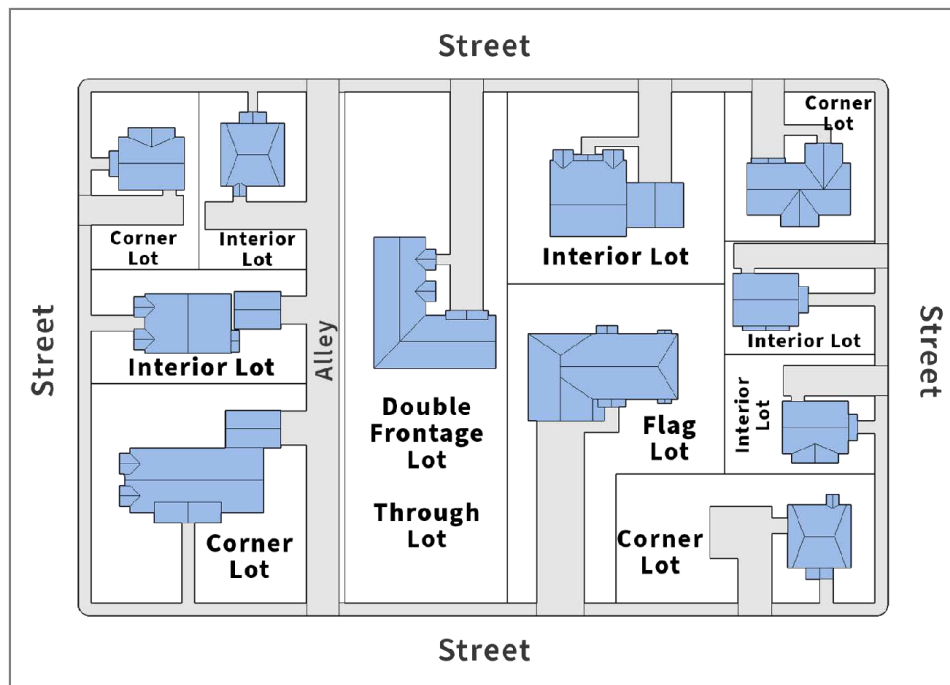 Street
Corner
Lot
Corner
Lot
Interior
Lot
Interior Lot
Street
Alley
Street
Interior Lot
Interior Lot
Double
Frontage
Lot
Flag
Lot
Interior
Lot
Through
Lot
Corner
Lot
Corner
Lot
Street